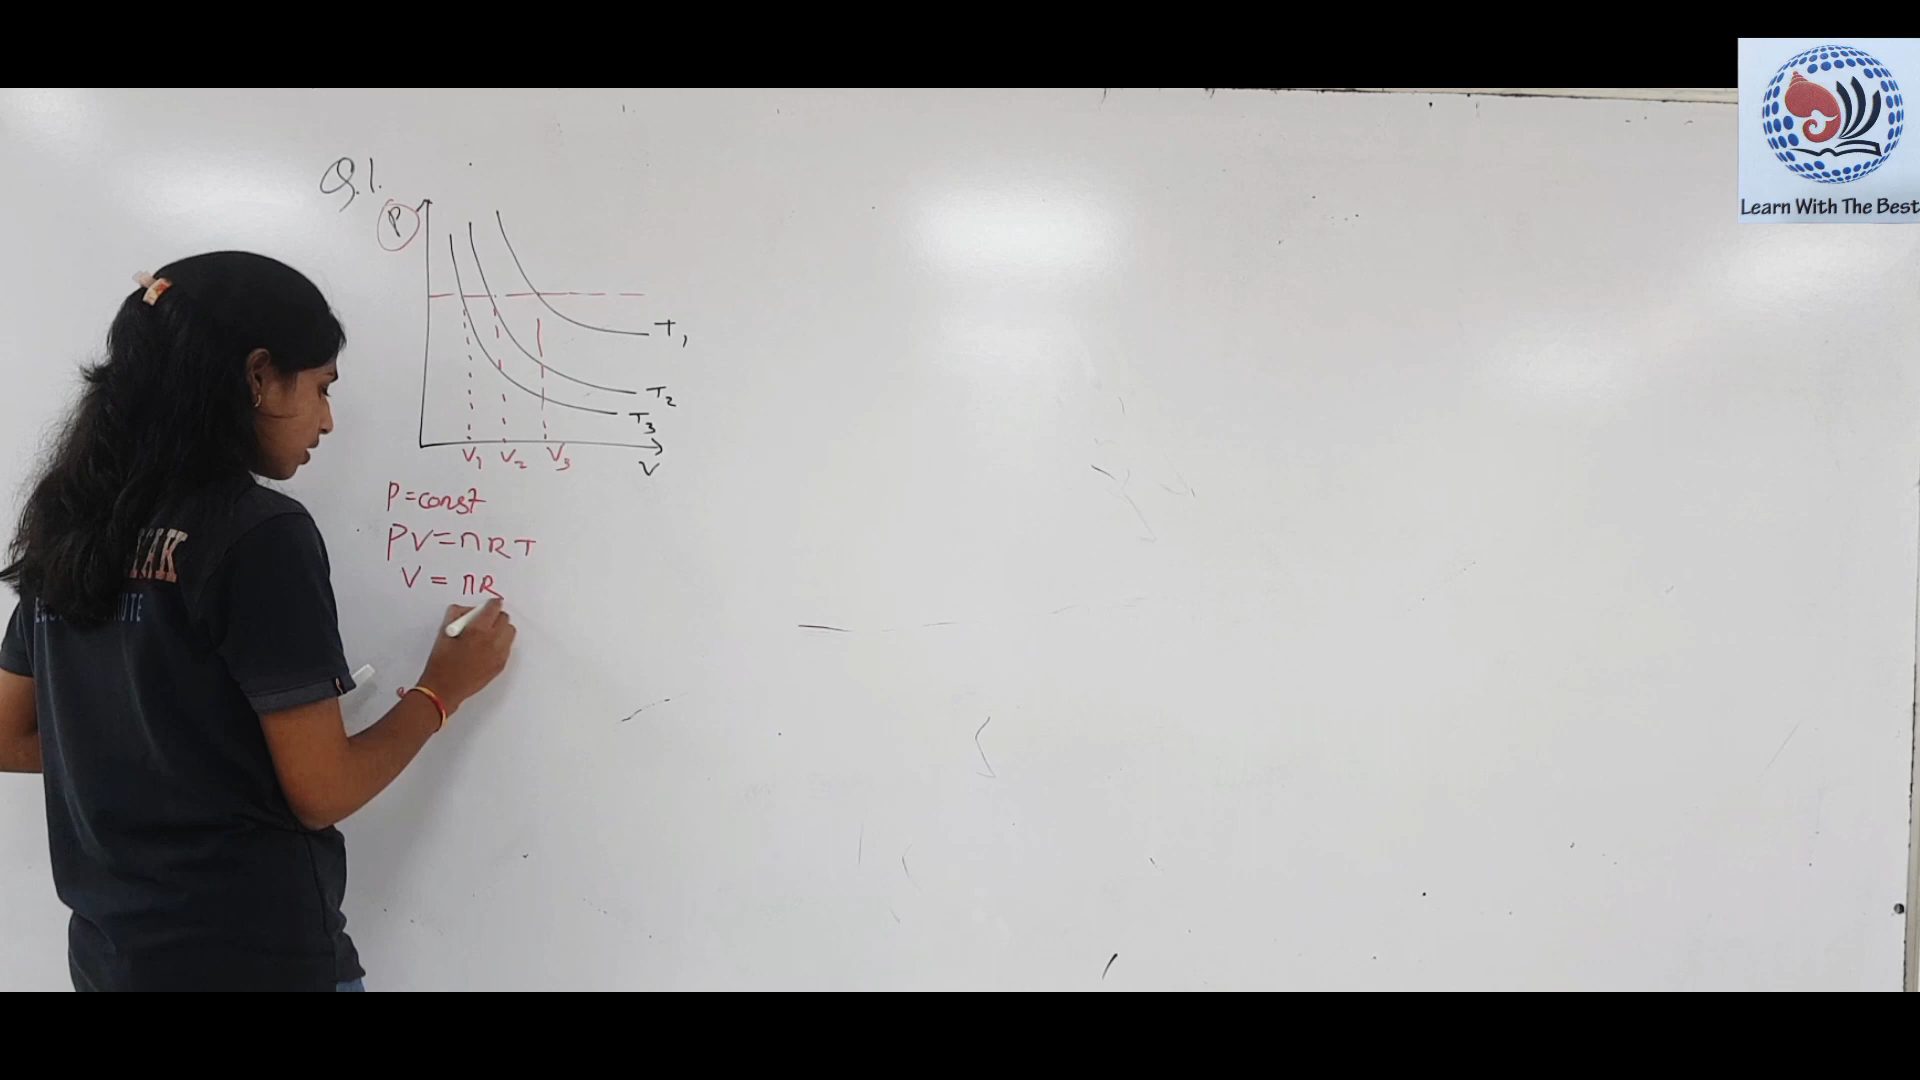 Q.1.
P
T1
T2
T3
V1 V2 V3
V
P=const
PV=nRT
V = nR
Learn With The Best